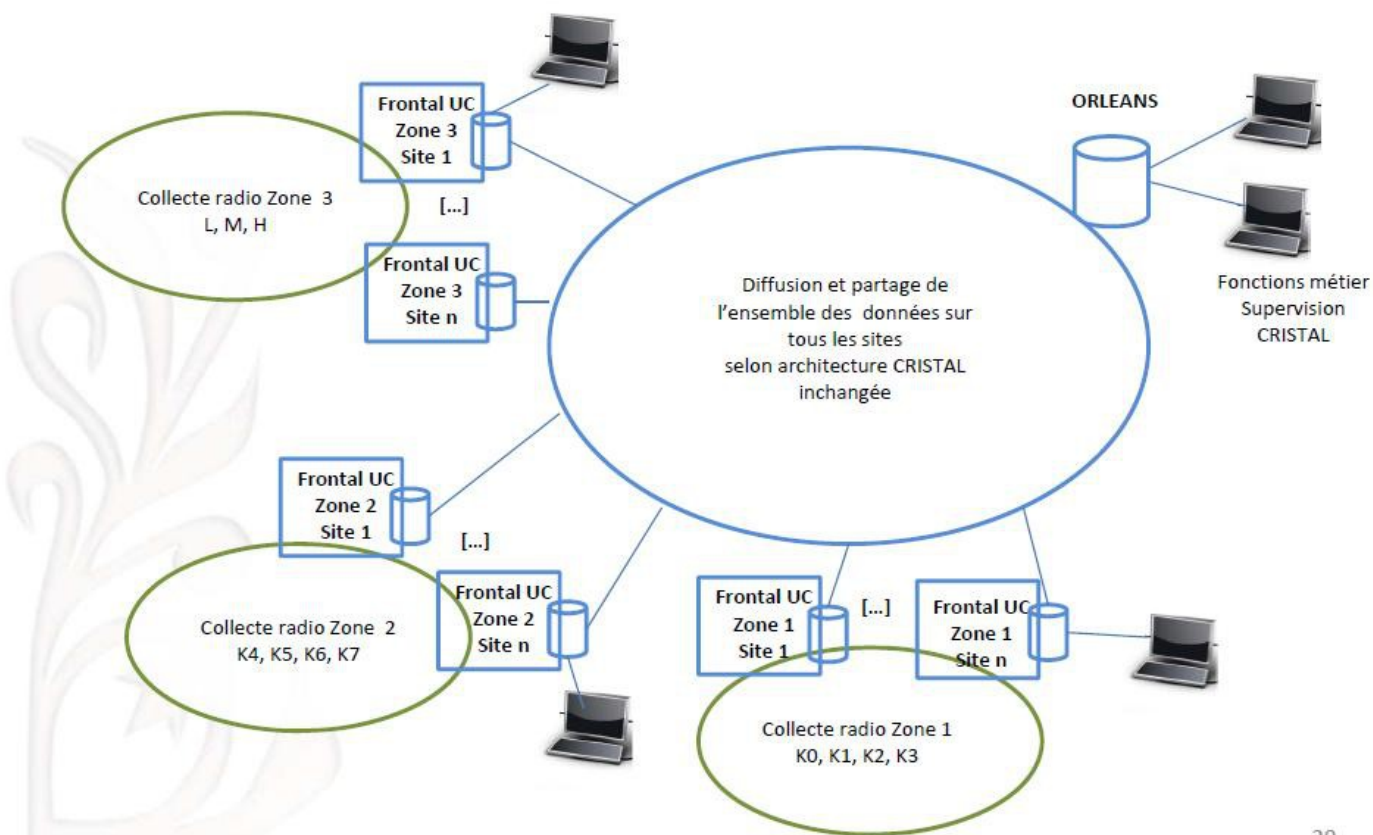 Frontal UC
Zone 3
Site 1
ORLEANS
Collecte radio Zone 3
L, M, H
[...]
Frontal UC
Zone 3
Site n
Diffusion et partage de
l'ensemble des données sur
tous les sites
selon architecture CRISTAL
inchangée
Fonctions métier
Supervision
CRISTAL
Frontal UC
Zone 2
Site 1
[...]
Frontal UC
Zone 2
Site n
Collecte radio Zone 2
K4, K5, K6, K7
Frontal UC
Zone 1
Site 1
[...]
Frontal UC
Zone 1
Site n
Collecte radio Zone 1
K0, K1, K2, K3